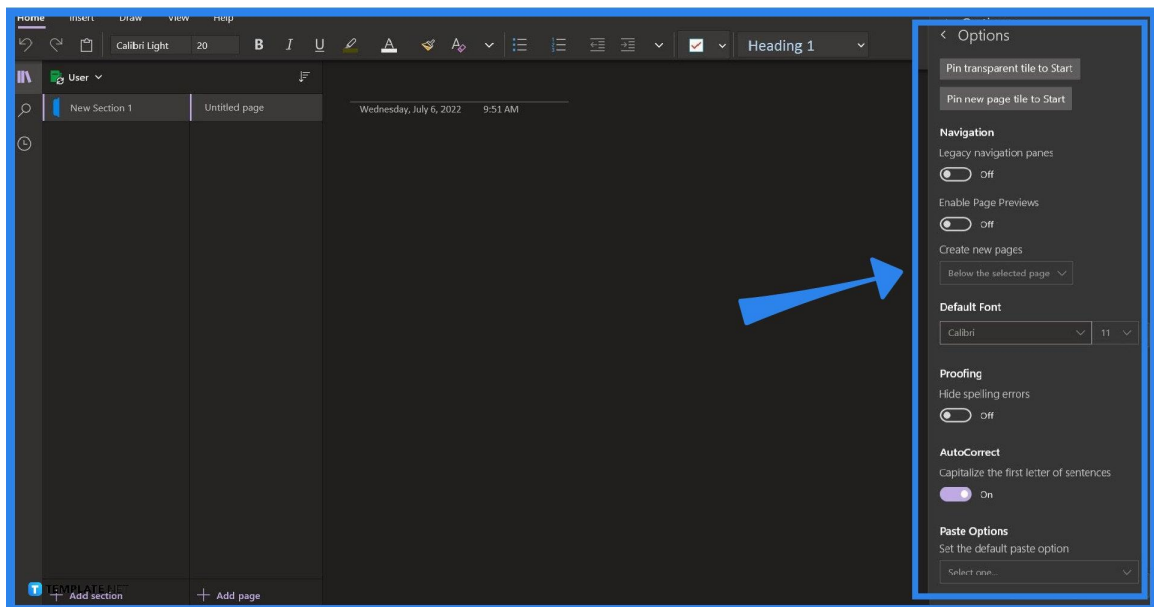 Home Insert Draw View Help
Options
Calibri Light 20 B I U A A Heading 1
User
New Section 1
Untitled page
Wednesday, July 6, 2022 9:51 AM
Options
Pin transparent tile to Start
Pin new page tile to Start
Navigation
Legacy navigation panes
Off
Enable Page Previews
Off
Create new pages
Below the selected page
Default Font
Calibri 11
Proofing
Hide spelling errors
Off
AutoCorrect
Capitalize the first letter of sentences
On
Paste Options
Set the default paste option
Select one...
T TEMPLATE.NET
Add section
Add page